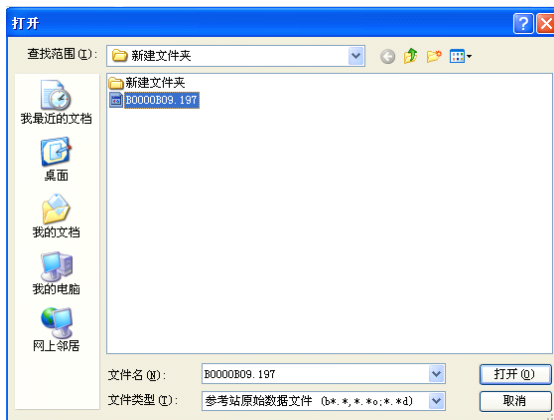 打开
查找范围(I):
新建文件夹
新建文件夹
B0000B09.197
我最近的文档
桌面
我的文档
我的电脑
网上邻居
文件名(N):
B0000B09.197
打开(O)
文件类型(T):
参考站原始数据文件 (b*.*,*.*o;*.*d)
取消